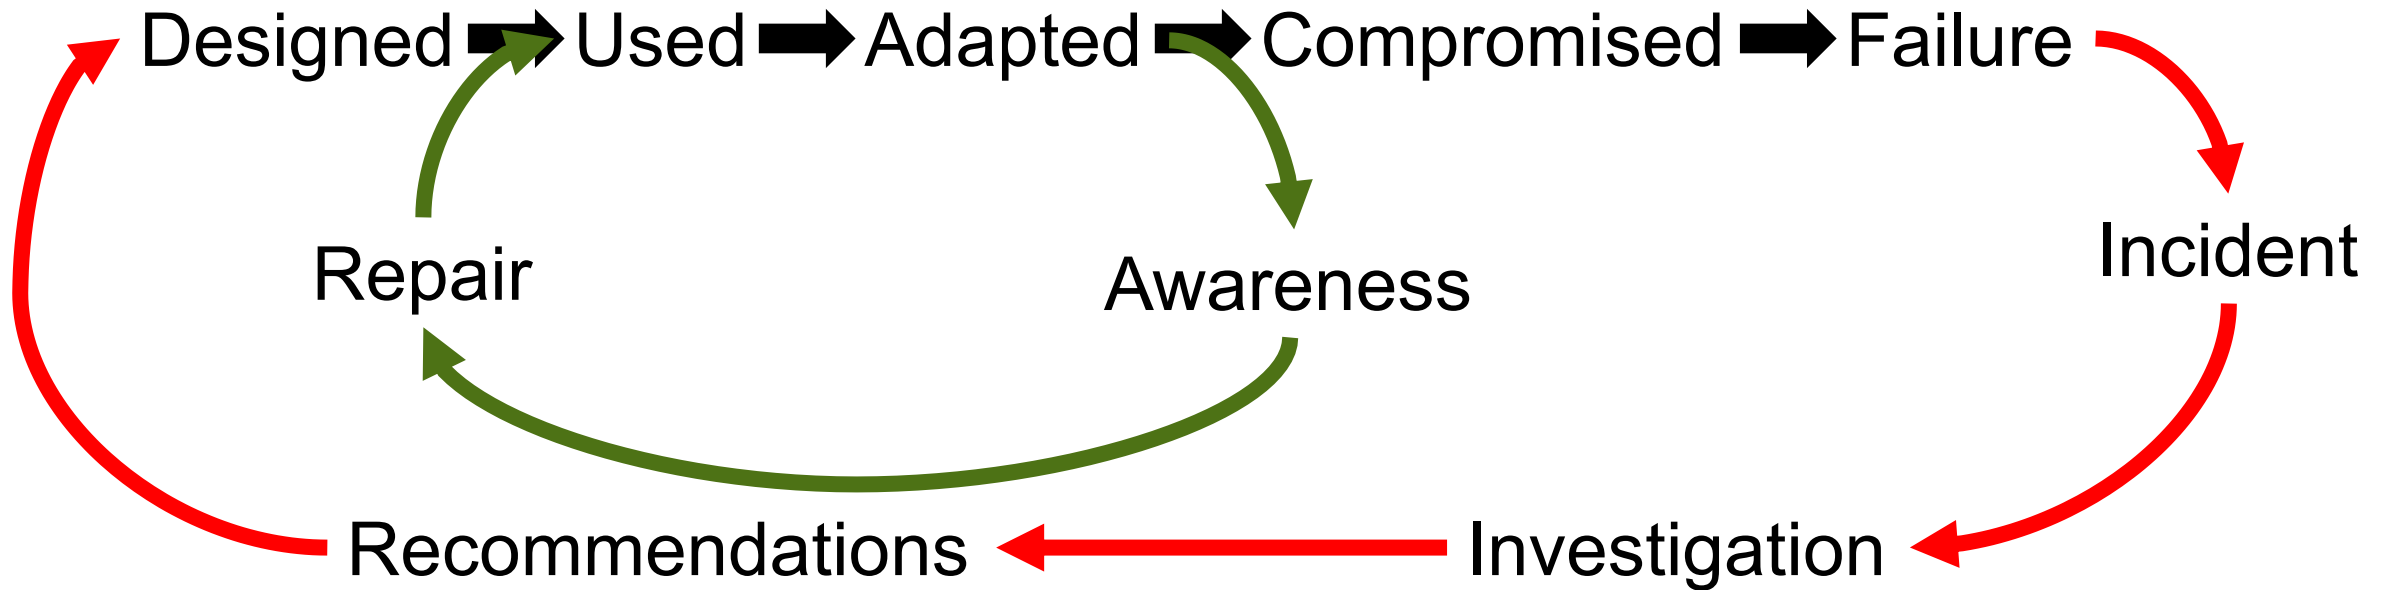 Designed Used Adapted Compromised Failure
Repair Awareness Incident
Recommendations Investigation